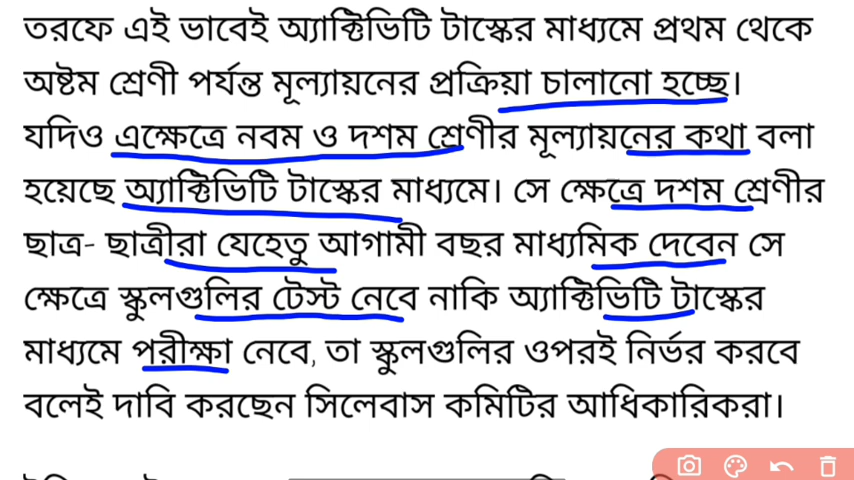 তরফে এই ভাবেই অ্যাক্টিভিটি টাস্কের মাধ্যমে প্রথম থেকে
অষ্টম শ্রেণী পর্যন্ত মূল্যায়নের প্রক্রিয়া চালানো হচ্ছে।
যদিও এক্ষেত্রে নবম ও দশম শ্রেণীর মূল্যায়নের কথা বলা
হয়েছে অ্যাক্টিভিটি টাস্কের মাধ্যমে। সে ক্ষেত্রে দশম শ্রেণীর
ছাত্র- ছাত্রীরা যেহেতু আগামী বছর মাধ্যমিক দেবেন সে
ক্ষেত্রে স্কুলগুলির টেস্ট নেবে নাকি অ্যাক্টিভিটি টাস্কের
মাধ্যমে পরীক্ষা নেবে, তা স্কুলগুলির ওপরই নির্ভর করবে
বলেই দাবি করছেন সিলেবাস কমিটির আধিকারিকরা।